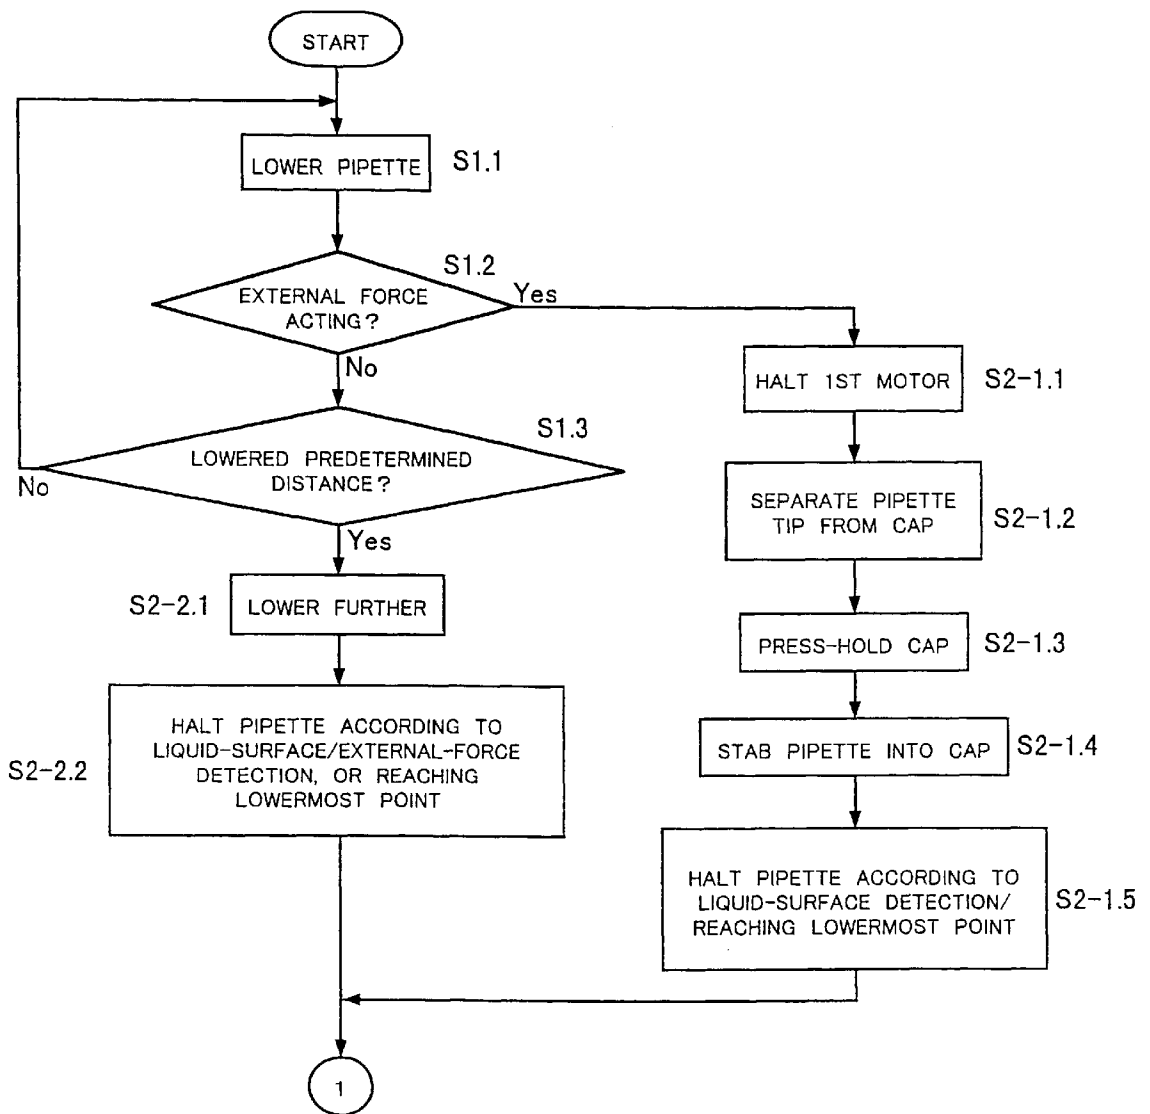 START
LOWER PIPETTE
S1.1
S1.2
EXTERNAL FORCE
ACTING?
Yes
No
HALT 1ST MOTOR
S2-1.1
S1.3
LOWERED PREDETERMINED
DISTANCE?
No
Yes
SEPARATE PIPETTE
TIP FROM CAP
S2-1.2
S2-2.1
LOWER FURTHER
PRESS-HOLD CAP
S2-1.3
HALT PIPETTE ACCORDING TO
LIQUID-SURFACE/EXTERNAL-FORCE
DETECTION, OR REACHING
LOWERMOST POINT
S2-2.2
STAB PIPETTE INTO CAP
S2-1.4
HALT PIPETTE ACCORDING TO
LIQUID-SURFACE DETECTION/
REACHING LOWERMOST POINT
S2-1.5
1